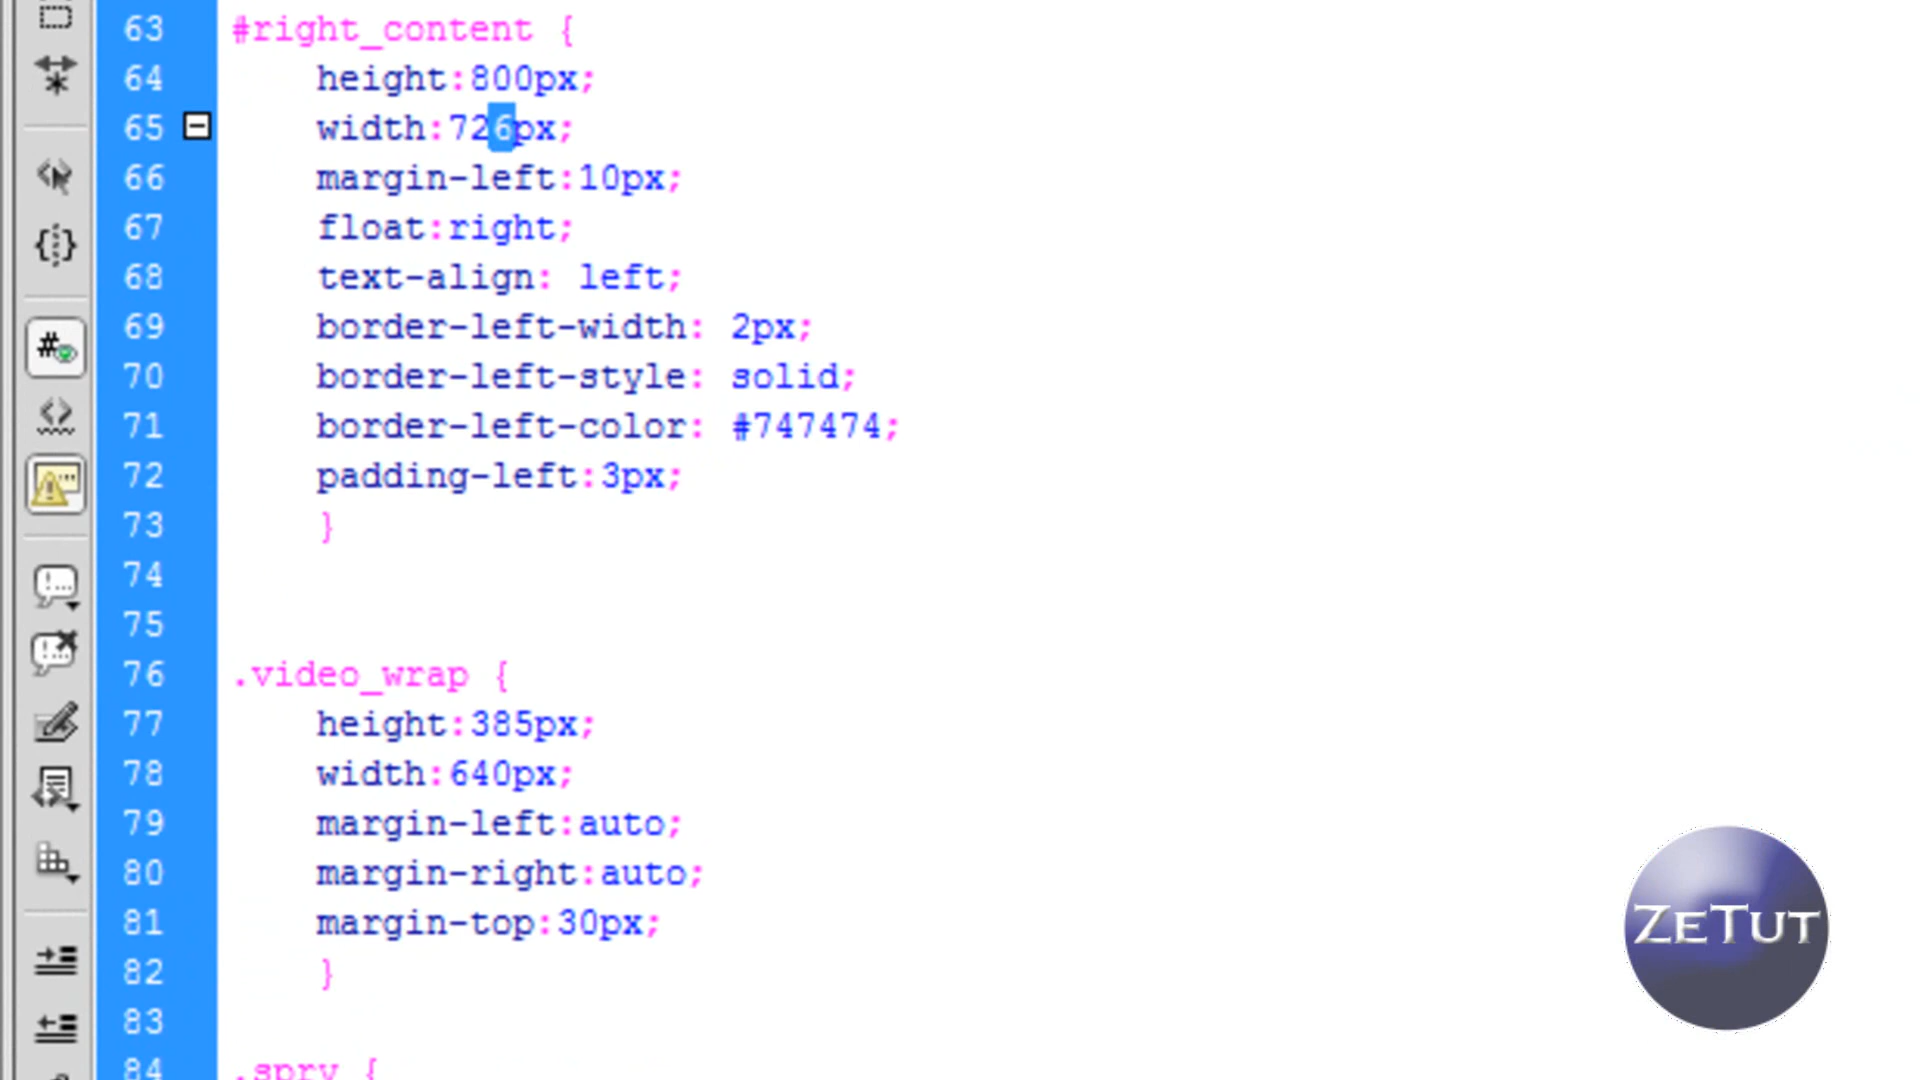 63 #right_content {
64 height:800px;
65 width:726px;
66 margin-left:10px;
67 float:right;
68 text-align: left;
69 border-left-width: 2px;
70 border-left-style: solid;
71 border-left-color: #747474;
72 padding-left:3px;
73 }
74
75
76 .video_wrap {
77 height:385px;
78 width:640px;
79 margin-left:auto;
80 margin-right:auto;
81 margin-top:30px;
82 }
83
84 .spry {
ZETUT